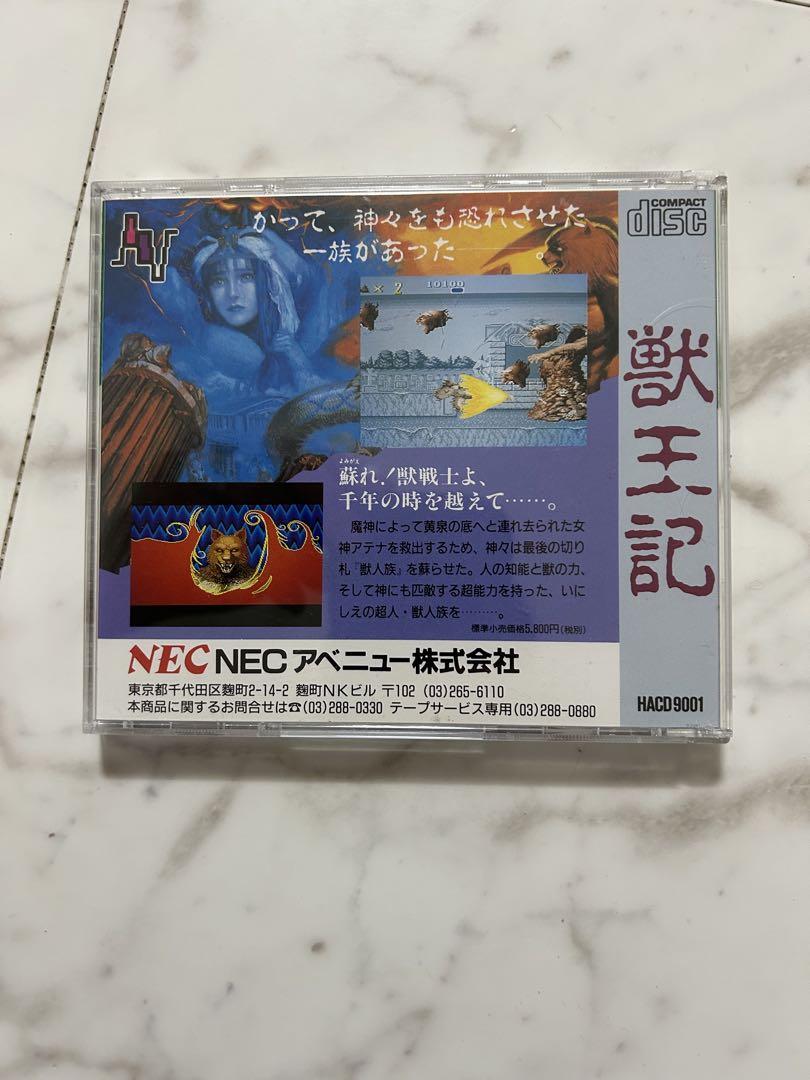 かつて、神々をも恐れさせた
一族があった———。
COMPACT
disc
獣王記
× 2 10100
よみがえ
蘇れ!獣戦士よ、
千年の時を越えて……。
魔神によって黄泉の底へと連れ去られた女
神アテナを救出するため、神々は最後の切り
札『獣人族』を蘇らせた。人の知能と獣の力、
そして神にも匹敵する超能力を持った、いに
しえの超人・獣人族を………。
標準小売価格5,800円(税別)
NEC NECアベニュー株式会社
東京都千代田区麴町2-14-2 麴町NKビル 〒102 (03)265-6110
本商品に関するお問合せは☎(03)288-0330 テープサービス専用(03)288-0880
HACD9001